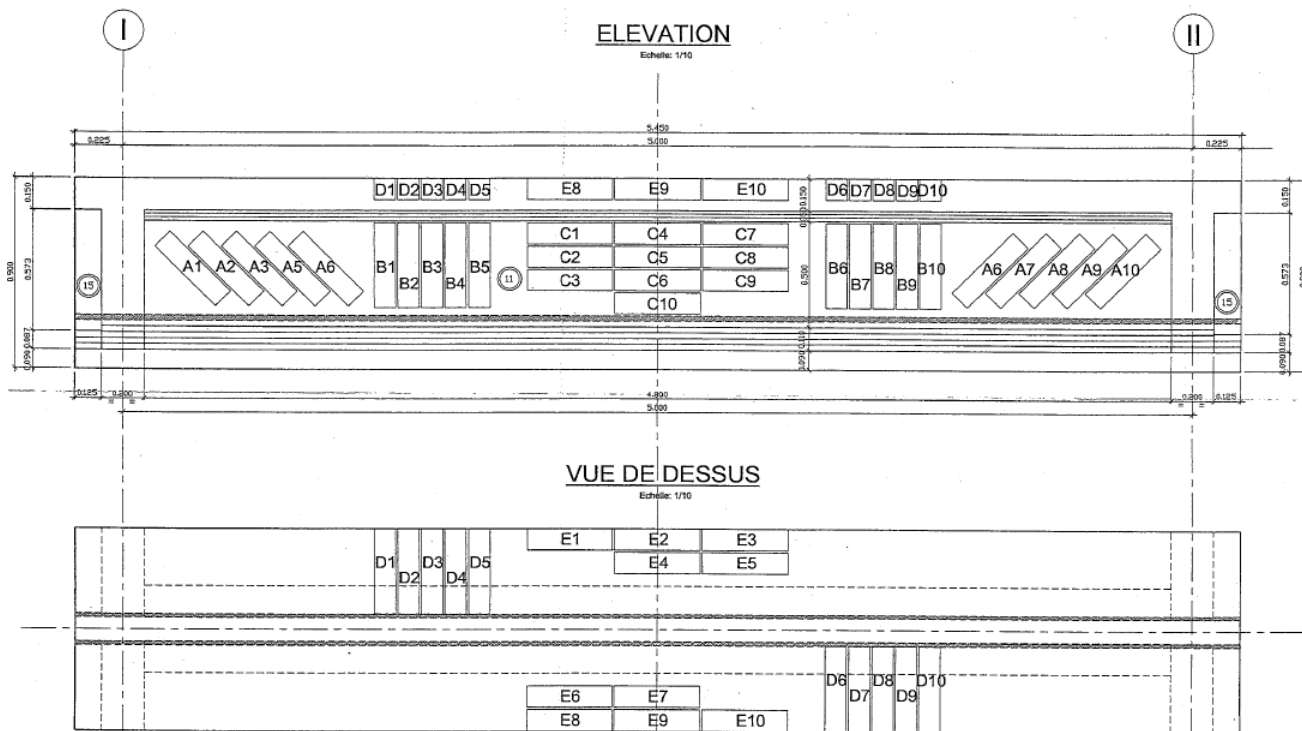 I
II
ELEVATION
Echelle: 1/10
5.450
0.225
5.000
0.225
D1 D2 D3 D4 D5
E8 E9 E10
D6 D7 D8 D9 D10
0.150
0.150
0.150
C1 C4 C7
A1 A2 A3 A5 A6
B1 B2 B3 B4 B5
C2 C5 C8
B6 B7 B8 B9 B10
A6 A7 A8 A9 A10
0.900
0.573
15
11
C3 C6 C9
0.500
0.573
15
C10
0.087
0.110
0.087
0.090
0.090
0.090
0.125
0.200
4.800
0.200
0.125
= =
5.000
= =
VUE DE DESSUS
Echelle: 1/10
D1 D2 D3 D4 D5
E1 E2 E3
E4 E5
E6 E7
D6 D7 D8 D9 D10
E8 E9 E10